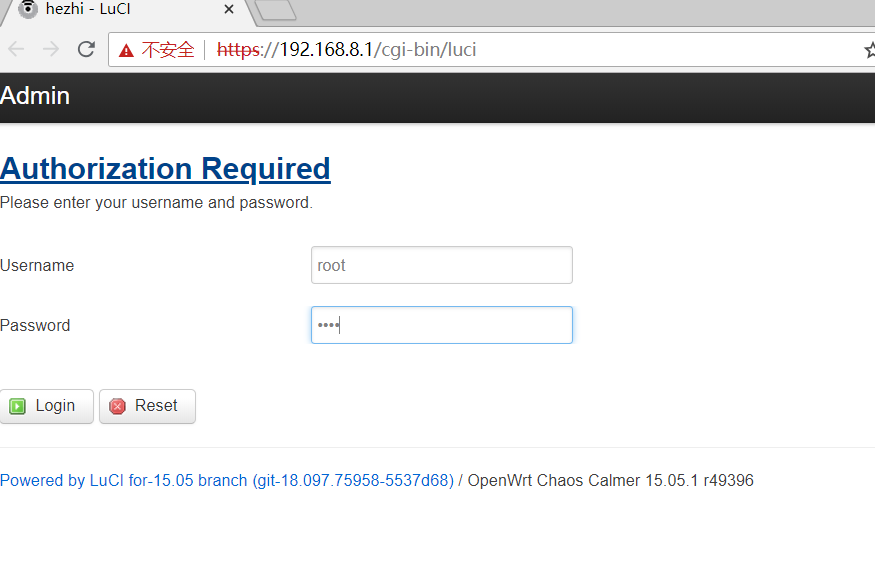 hezhi - LuCI
不安全 https://192.168.8.1/cgi-bin/luci
Admin
Authorization Required
Please enter your username and password.
Username root
Password ••••
Login Reset
Powered by LuCI for-15.05 branch (git-18.097.75958-5537d68) / OpenWrt Chaos Calmer 15.05.1 r49396